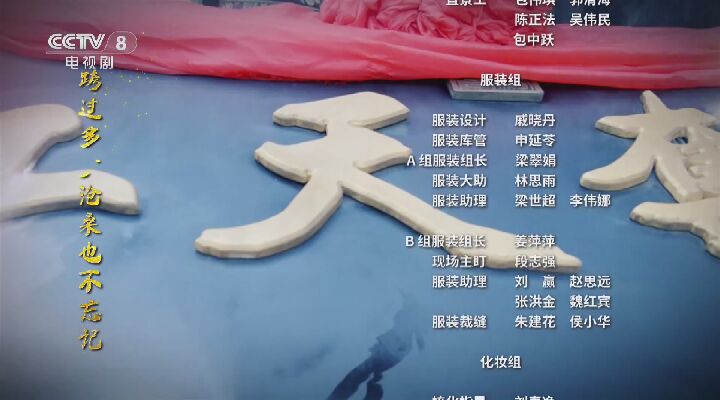 CCTV 8
电视剧
跨过多少沧桑也不忘记
陈正法 吴伟民
包中跃
服装组
服装设计 戚晓丹
服装库管 申延苓
A 组服装组长 梁翠娟
服装大助 林思雨
服装助理 梁世超 李伟娜
B 组服装组长 姜萍萍
现场主盯 段志强
服装助理 刘 嬴 赵思远
张洪金 魏红宾
服装裁缝 朱建花 侯小华
化妆组
天